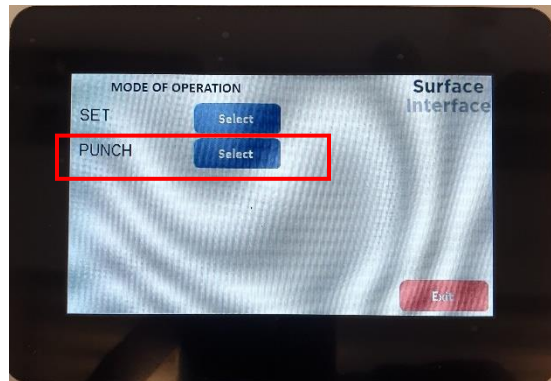 MODE OF OPERATION
Surface
Interface
SET Select
PUNCH Select
Exit